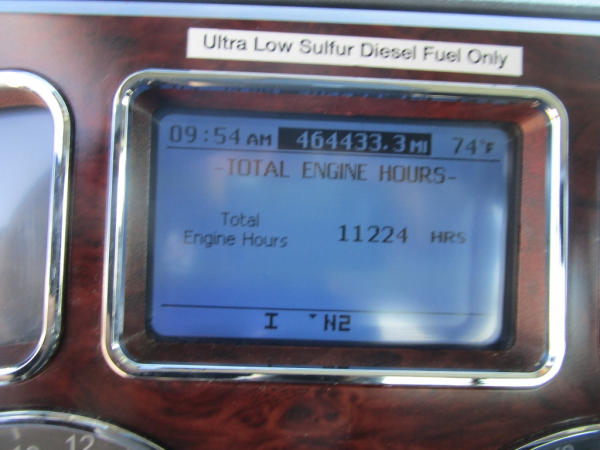 Ultra Low Sulfur Diesel Fuel Only
09:54 AM 464433.3 MI 74°F
-TOTAL ENGINE HOURS-
Total
Engine Hours 11224 HRS
I N2
12